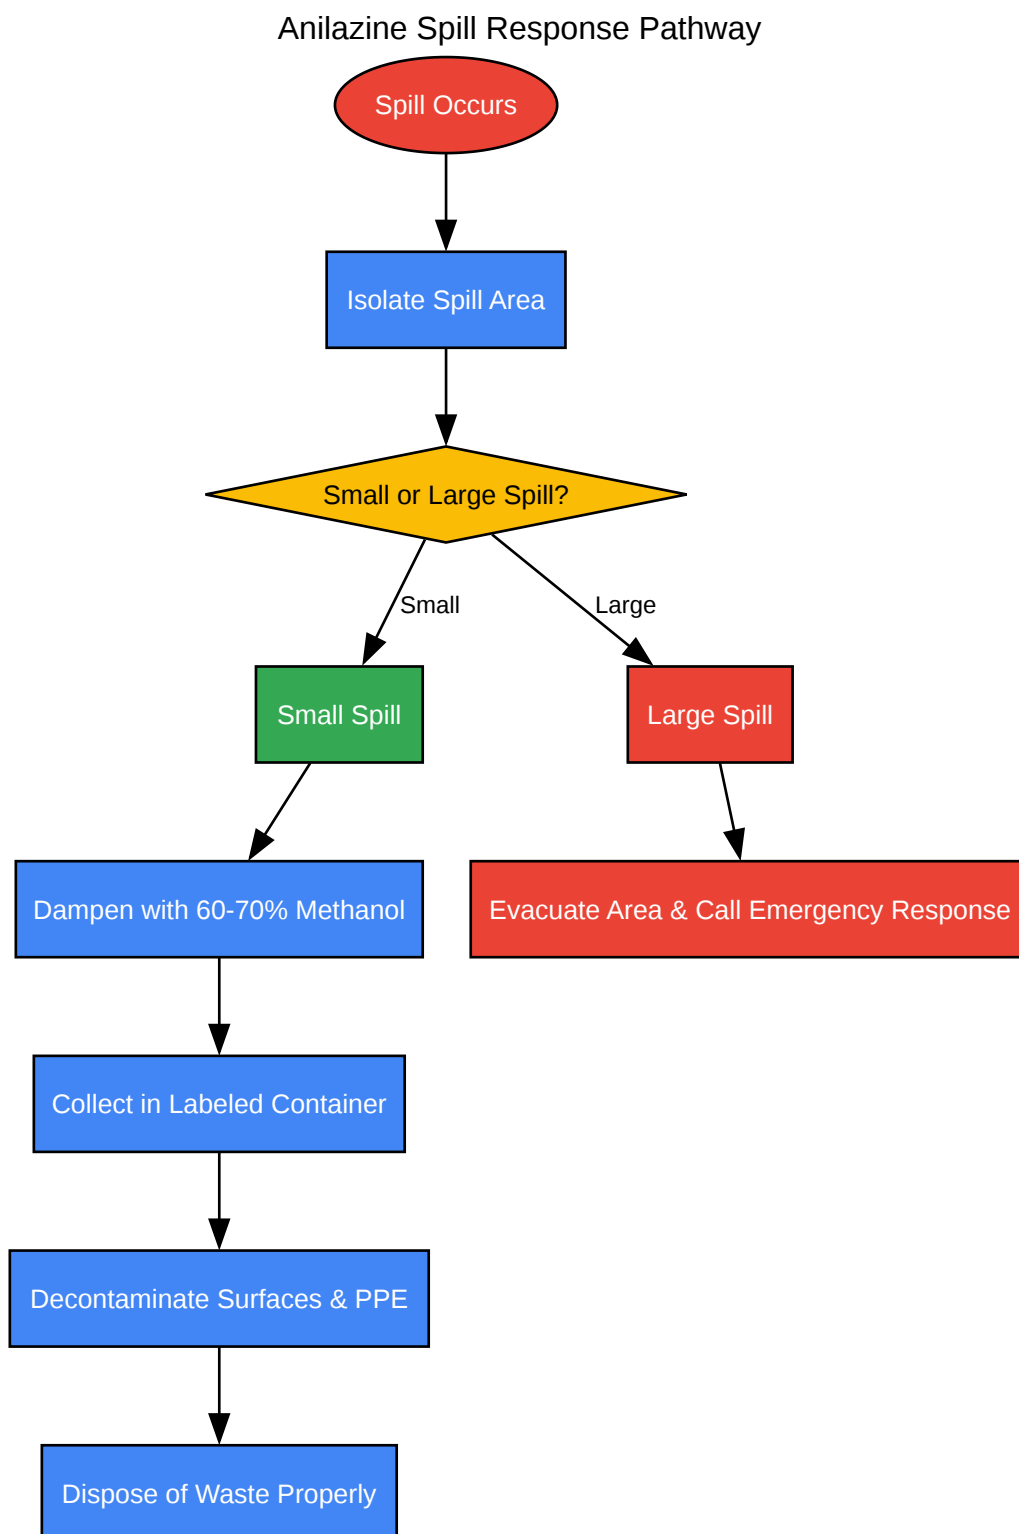 Anilazine Spill Response Pathway
Spill Occurs
Isolate Spill Area
Small or Large Spill?
Small
Large
Small Spill
Large Spill
Dampen with 60-70% Methanol
Evacuate Area & Call Emergency Response
Collect in Labeled Container
Decontaminate Surfaces & PPE
Dispose of Waste Properly